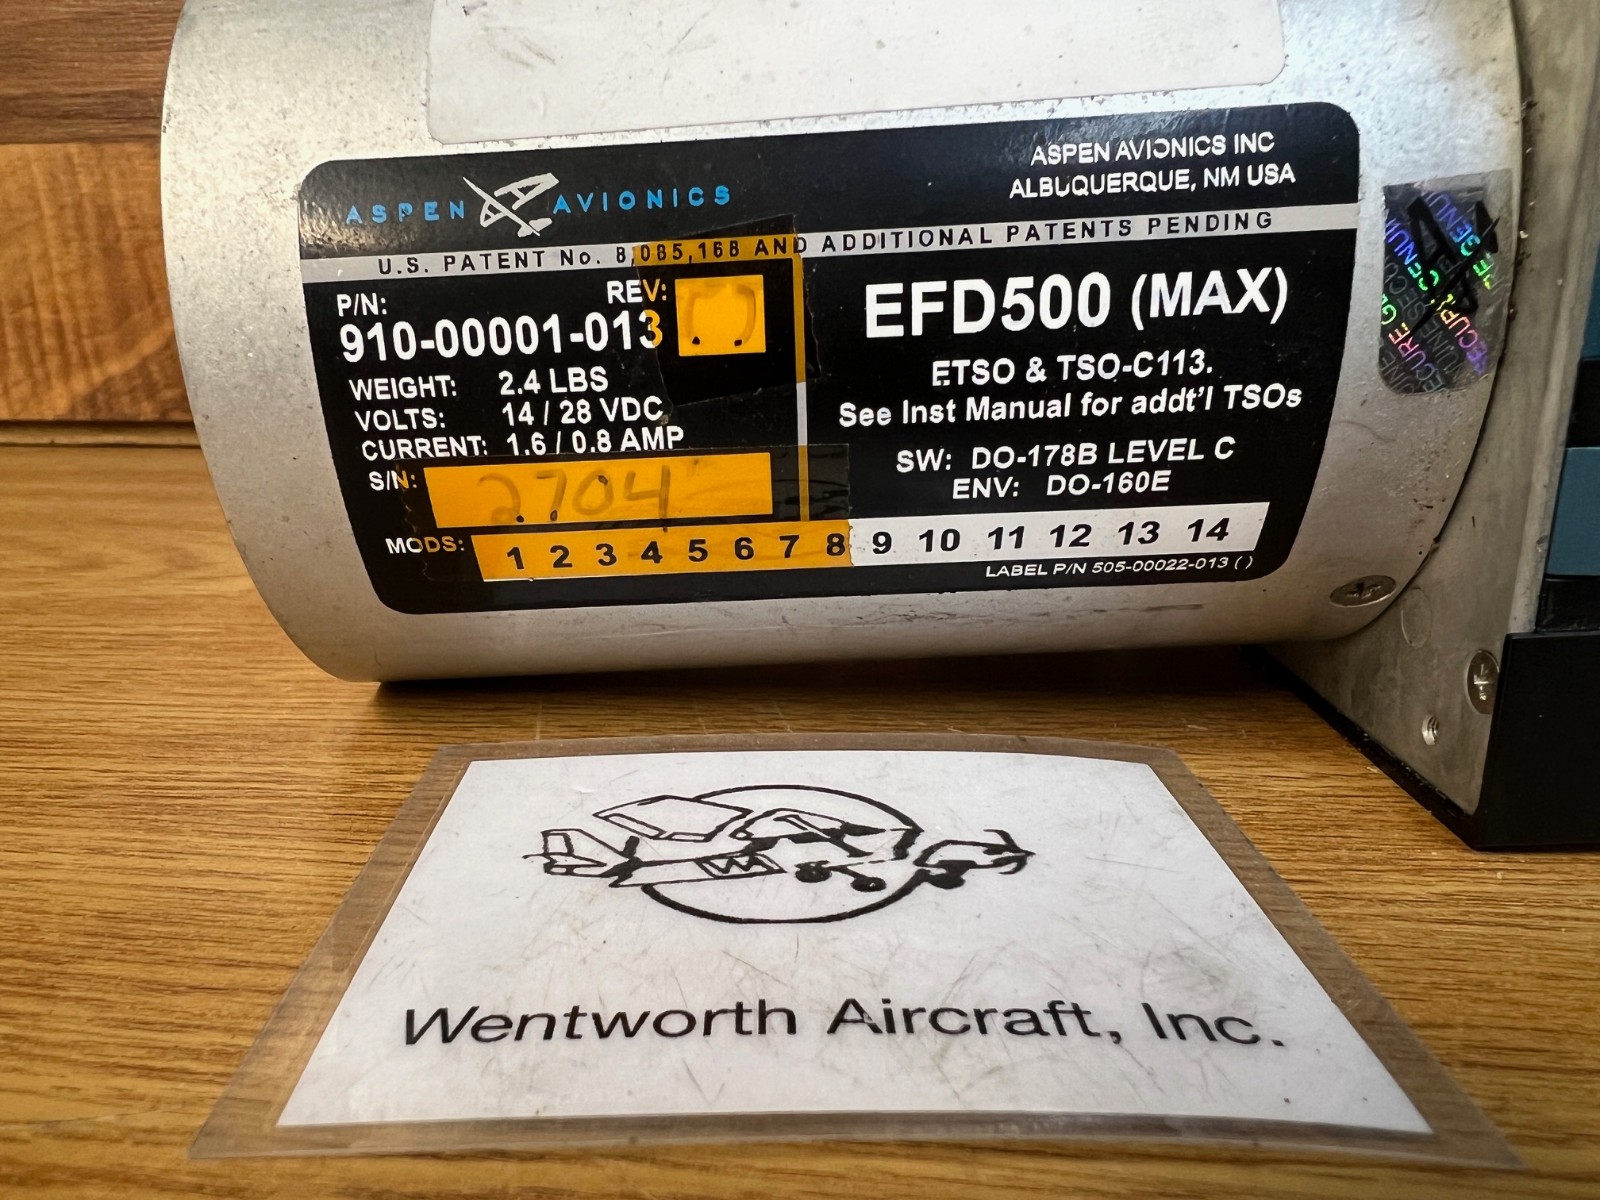 ASPEN AVIONICS
ASPEN AVIONICS INC
ALBUQUERQUE, NM USA
U.S. PATENT No. 8,085,168 AND ADDITIONAL PATENTS PENDING
P/N:
REV:
910-00001-013
WEIGHT: 2.4 LBS
VOLTS: 14 / 28 VDC
CURRENT: 1.6 / 0.8 AMP
S/N: 2704
EFD500 (MAX)
ETSO & TSO-C113.
See Inst Manual for addt'l TSOs
SW: DO-178B LEVEL C
ENV: DO-160E
MODS: 1 2 3 4 5 6 7 8 9 10 11 12 13 14
LABEL P/N 505-00022-013 ( )
Wentworth Aircraft, Inc.